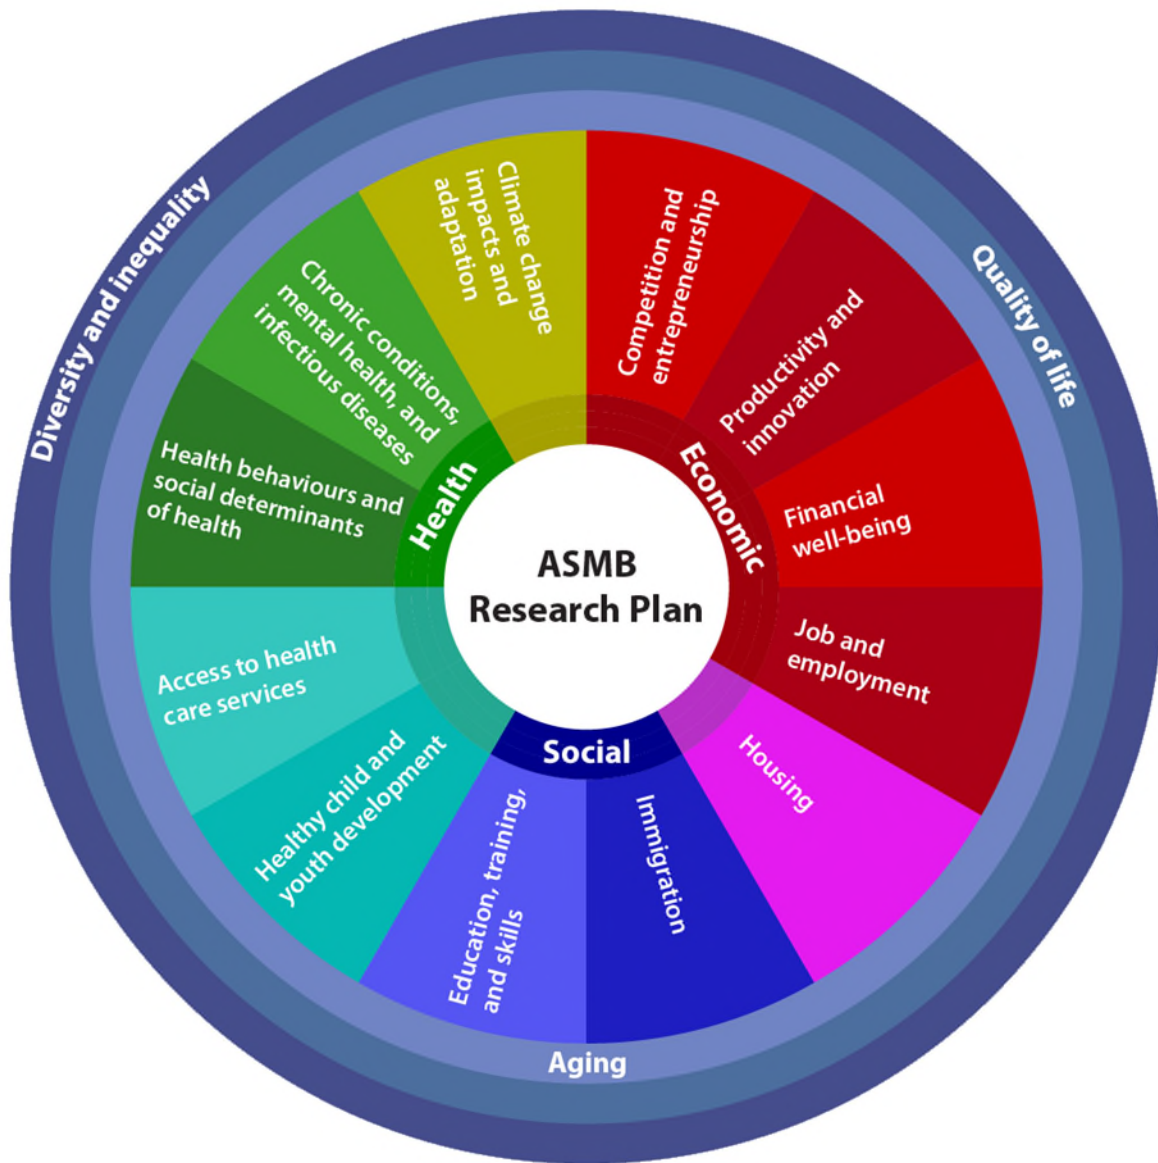 ASMB
Research Plan
Economic
Social
Health
Competition and
entrepreneurship
Productivity and
innovation
Financial
well-being
Job and
employment
Housing
Immigration
Education, training,
and skills
Healthy child and
youth development
Access to health
care services
Health behaviours and
social determinants
of health
Chronic conditions,
mental health, and
infectious diseases
Climate change
impacts and
adaptation
Diversity and inequality
Quality of life
Aging